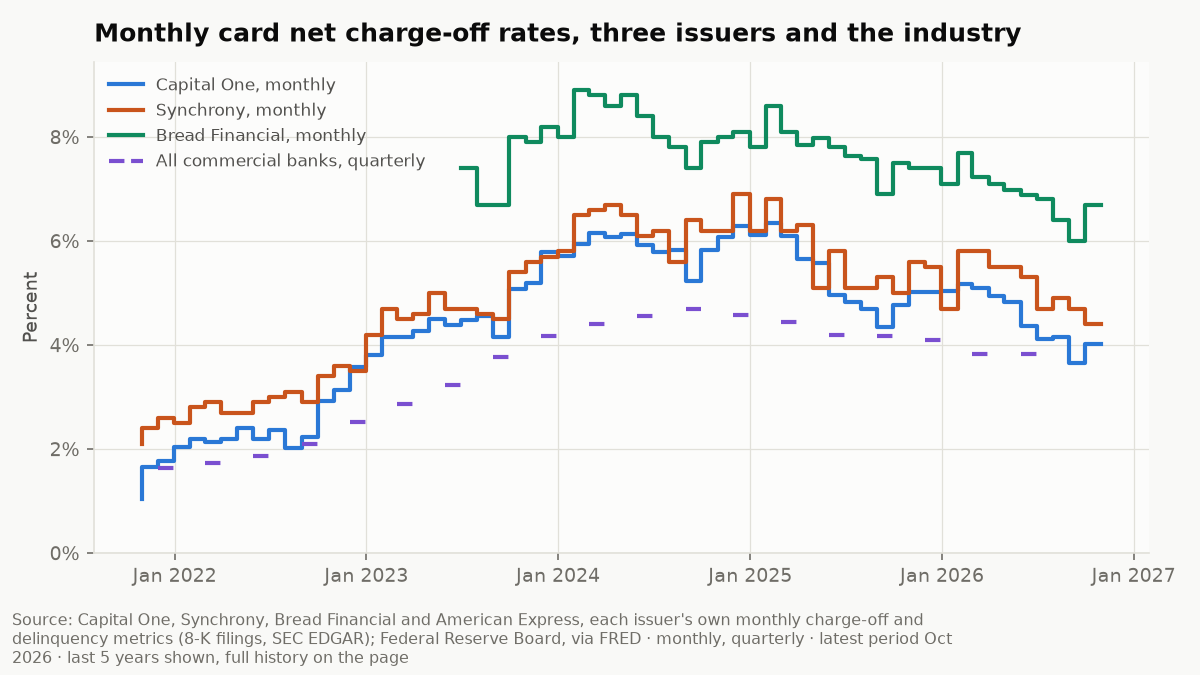 Monthly card net charge-off rates, three issuers and the industry
Capital One, monthly
Synchrony, monthly
Bread Financial, monthly
All commercial banks, quarterly
Percent
8%
6%
4%
2%
0%
Jan 2022
Jan 2023
Jan 2024
Jan 2025
Jan 2026
Jan 2027
Source: Capital One, Synchrony, Bread Financial and American Express, each issuer's own monthly charge-off and
delinquency metrics (8-K filings, SEC EDGAR); Federal Reserve Board, via FRED · monthly, quarterly · latest period Oct
2026 · last 5 years shown, full history on the page